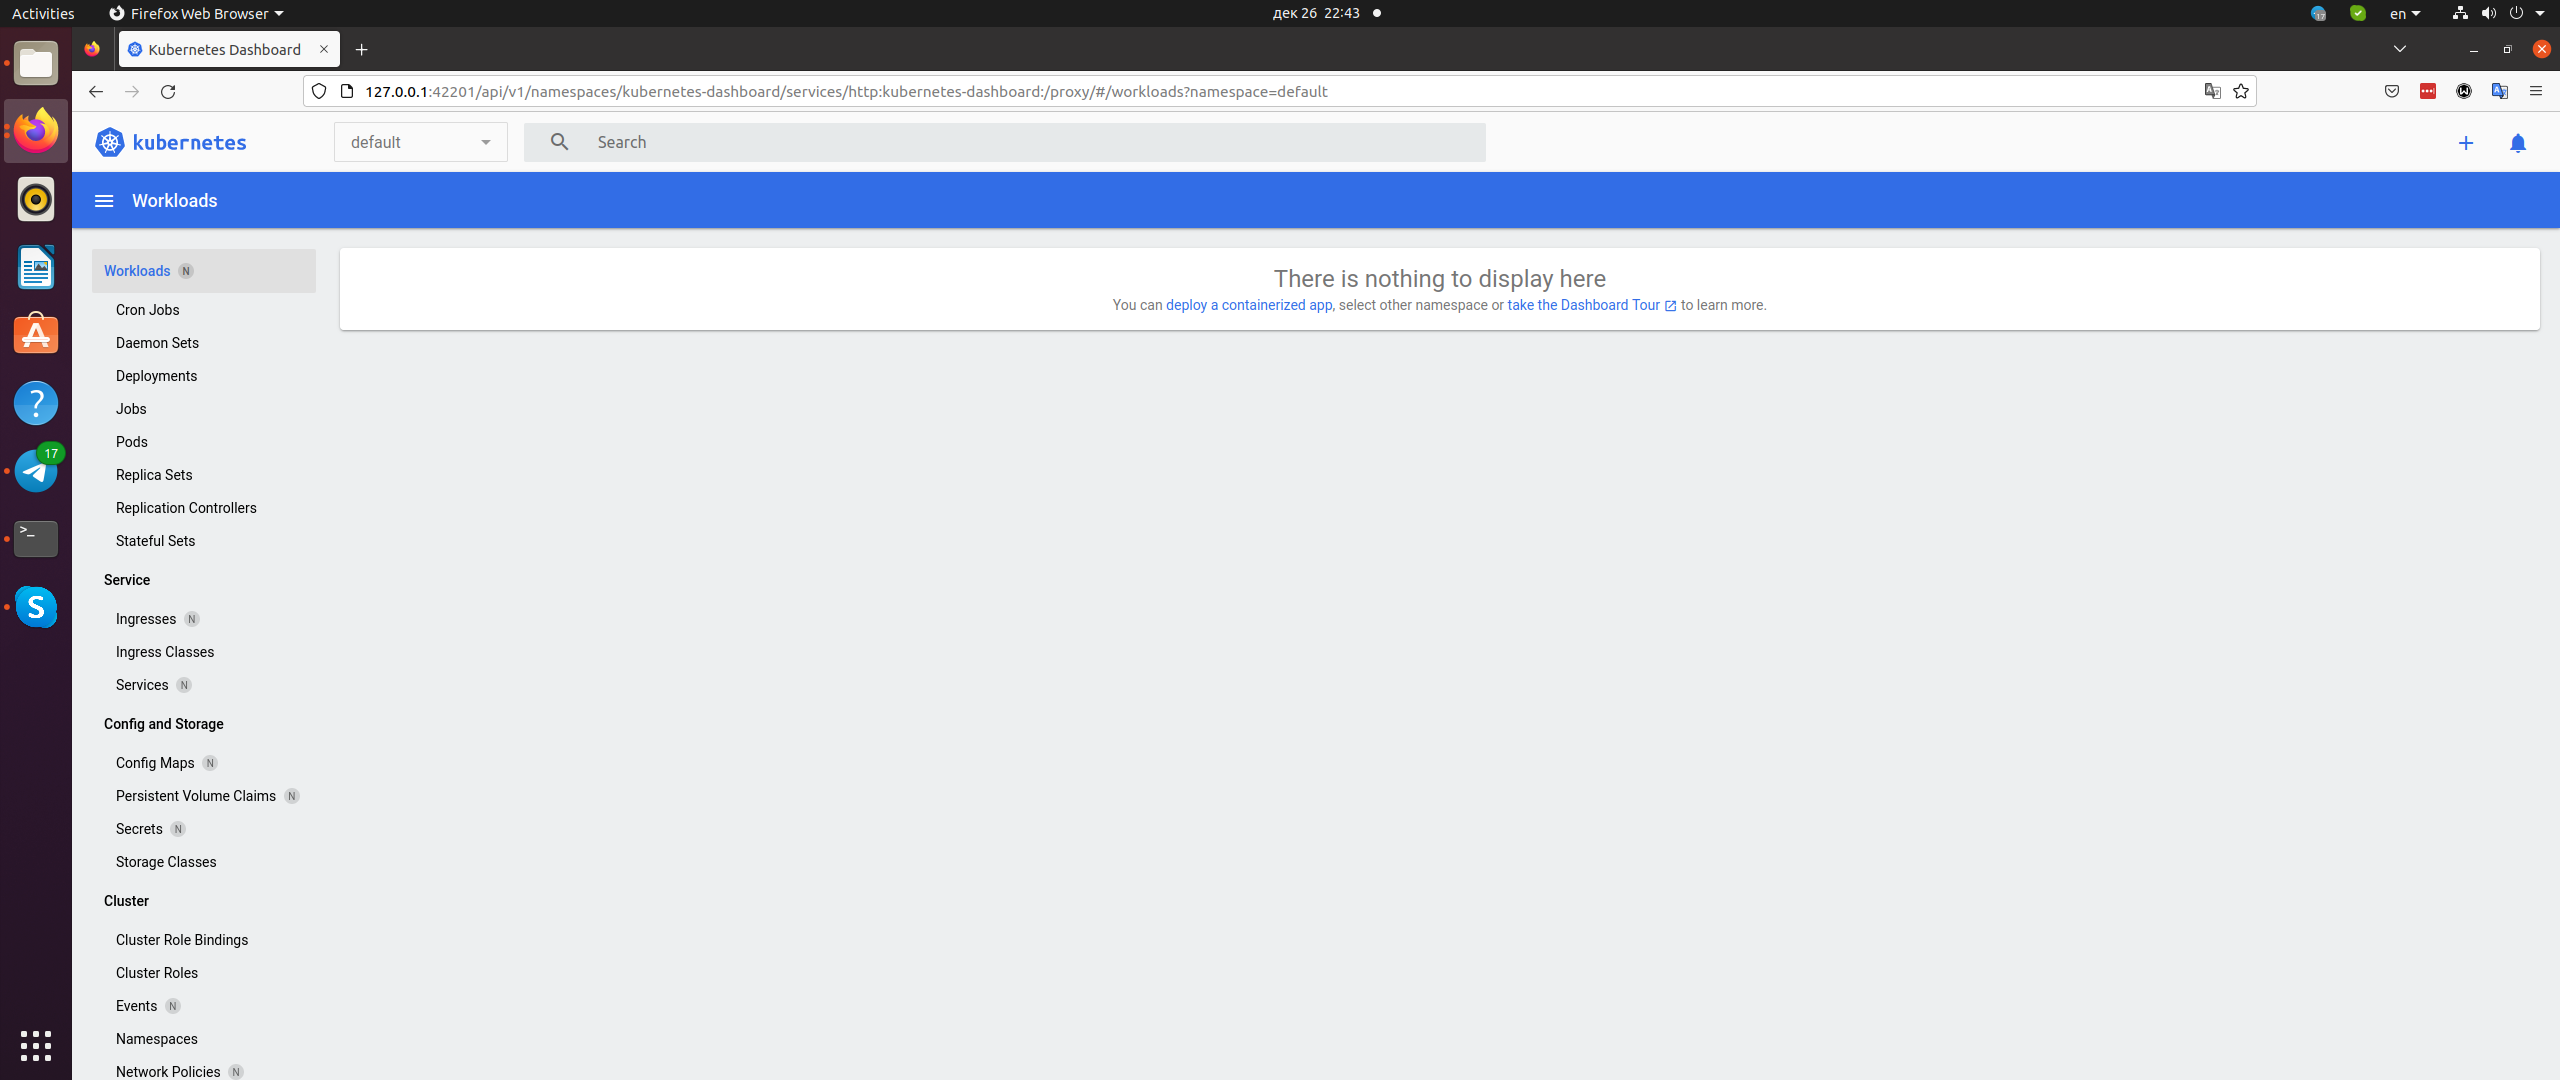 Activities
Firefox Web Browser
дек 26 22:43
en
Kubernetes Dashboard
127.0.0.1:42201/api/v1/namespaces/kubernetes-dashboard/services/http:kubernetes-dashboard:/proxy/#/workloads?namespace=default
kubernetes
default
Search
Workloads
Workloads N
Cron Jobs
Daemon Sets
Deployments
Jobs
Pods
Replica Sets
Replication Controllers
Stateful Sets
Service
Ingresses N
Ingress Classes
Services N
Config and Storage
Config Maps N
Persistent Volume Claims N
Secrets N
Storage Classes
Cluster
Cluster Role Bindings
Cluster Roles
Events N
Namespaces
Network Policies N
There is nothing to display here
You can deploy a containerized app, select other namespace or take the Dashboard Tour to learn more.
17